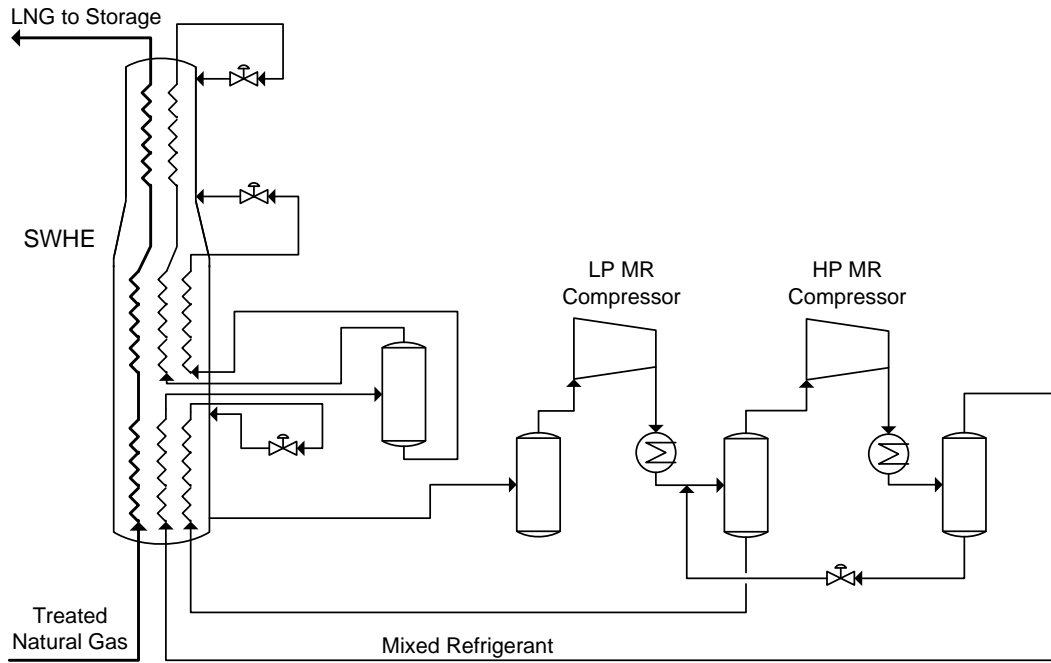 LNG to Storage
SWHE
LP MR
Compressor
HP MR
Compressor
Treated
Natural Gas
Mixed Refrigerant